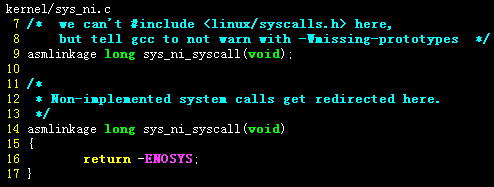 kernel/sys_ni.c
7 /*  we can't #include <linux/syscalls.h> here,
8     but tell gcc to not warn with -Wmissing-prototypes  */
9 asmlinkage long sys_ni_syscall(void);
10
11 /*
12  * Non-implemented system calls get redirected here.
13  */
14 asmlinkage long sys_ni_syscall(void)
15 {
16         return -ENOSYS;
17 }